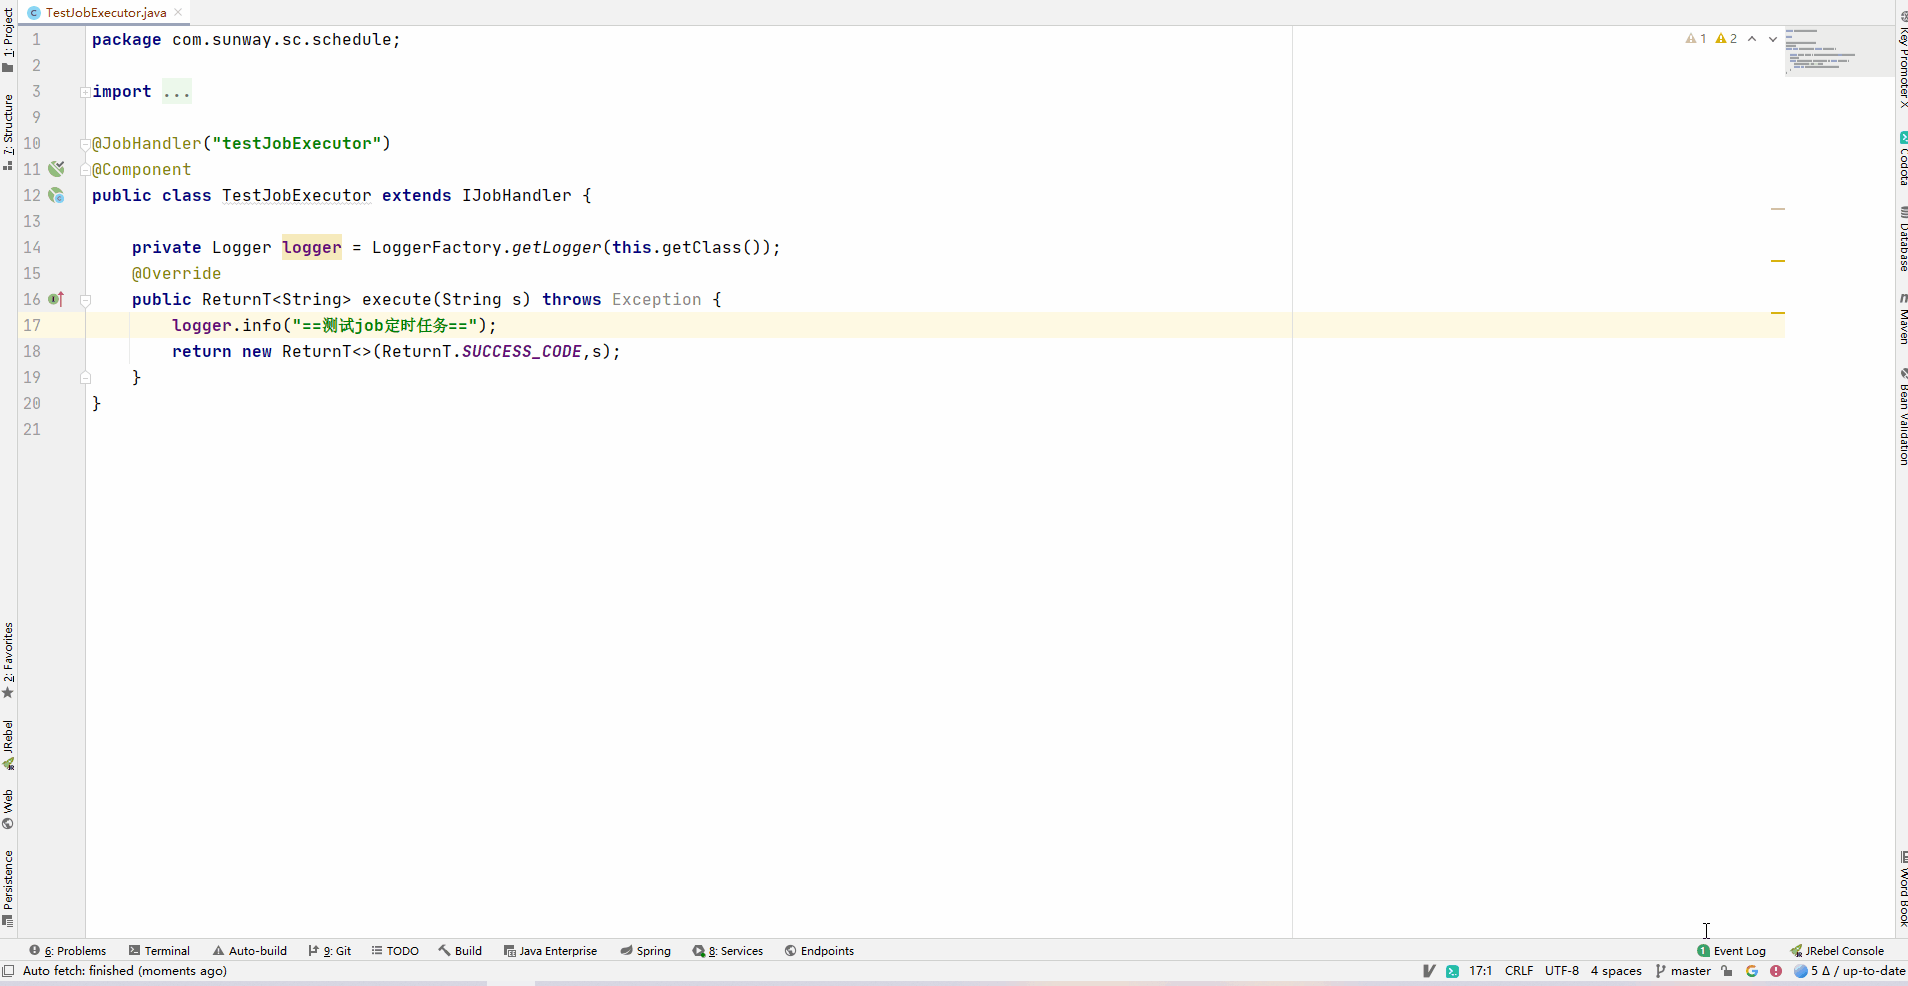 TestJobExecutor.java
1 package com.sunway.sc.schedule;
2
3 import ...
9
10 @JobHandler("testJobExecutor")
11 @Component
12 public class TestJobExecutor extends IJobHandler {
13
14 private Logger logger = LoggerFactory.getLogger(this.getClass());
15 @Override
16 public ReturnT<String> execute(String s) throws Exception {
17 logger.info("==测试job定时任务==");
18 return new ReturnT<>(ReturnT.SUCCESS_CODE,s);
19 }
20 }
21
1 2
1: Project
7: Structure
2: Favorites
JRebel
Web
Persistence
Key Promoter X
Codota
Database
Maven
Bean Validation
Word Book
6: Problems Terminal Auto-build 9: Git TODO Build Java Enterprise Spring 8: Services Endpoints 1 Event Log JRebel Console
Auto fetch: finished (moments ago) 17:1 CRLF UTF-8 4 spaces master 5 Δ / up-to-date